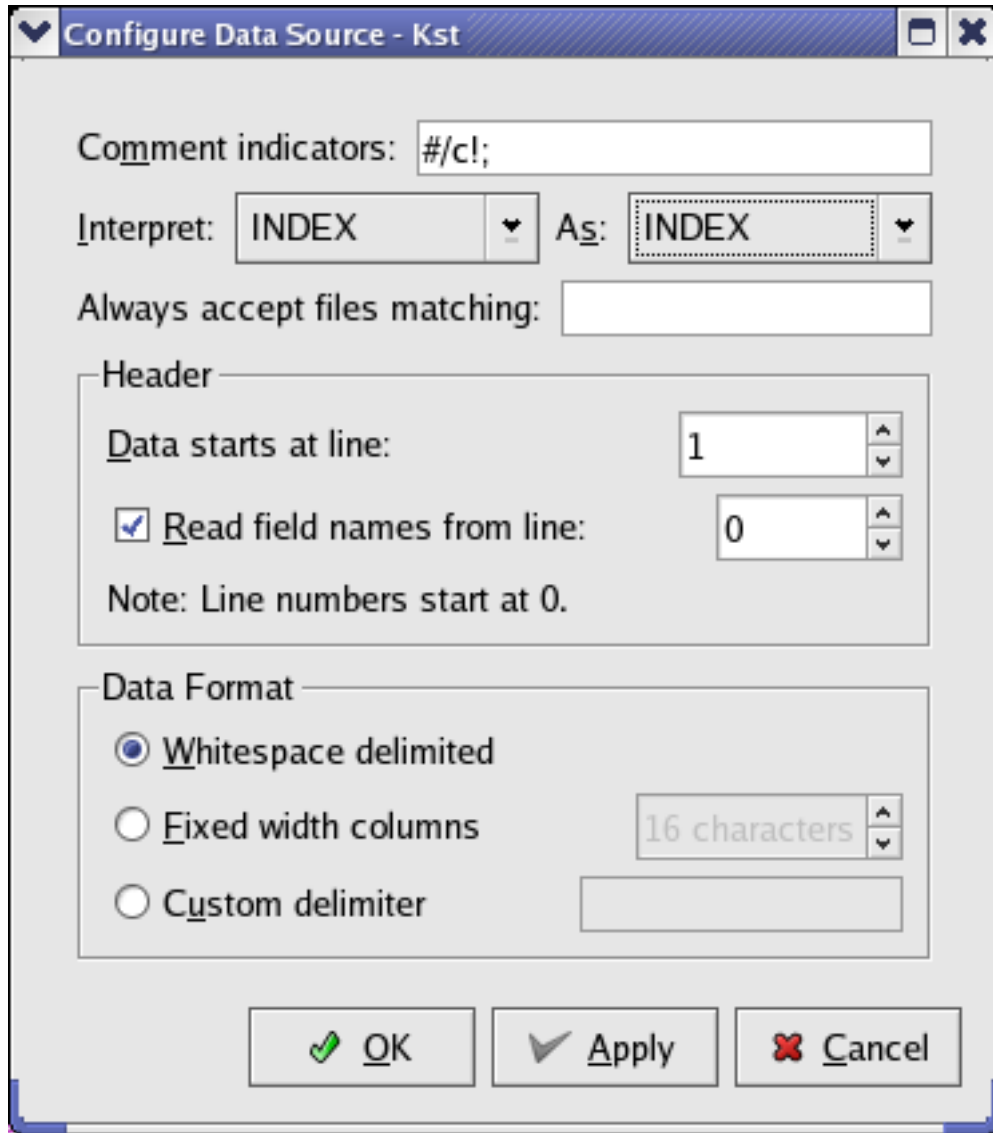 Configure Data Source - Kst
Comment indicators: #/c!;
Interpret: INDEX As: INDEX
Always accept files matching:
Header
Data starts at line: 1
Read field names from line: 0
Note: Line numbers start at 0.
Data Format
Whitespace delimited
Fixed width columns 16 characters
Custom delimiter
OK Apply Cancel